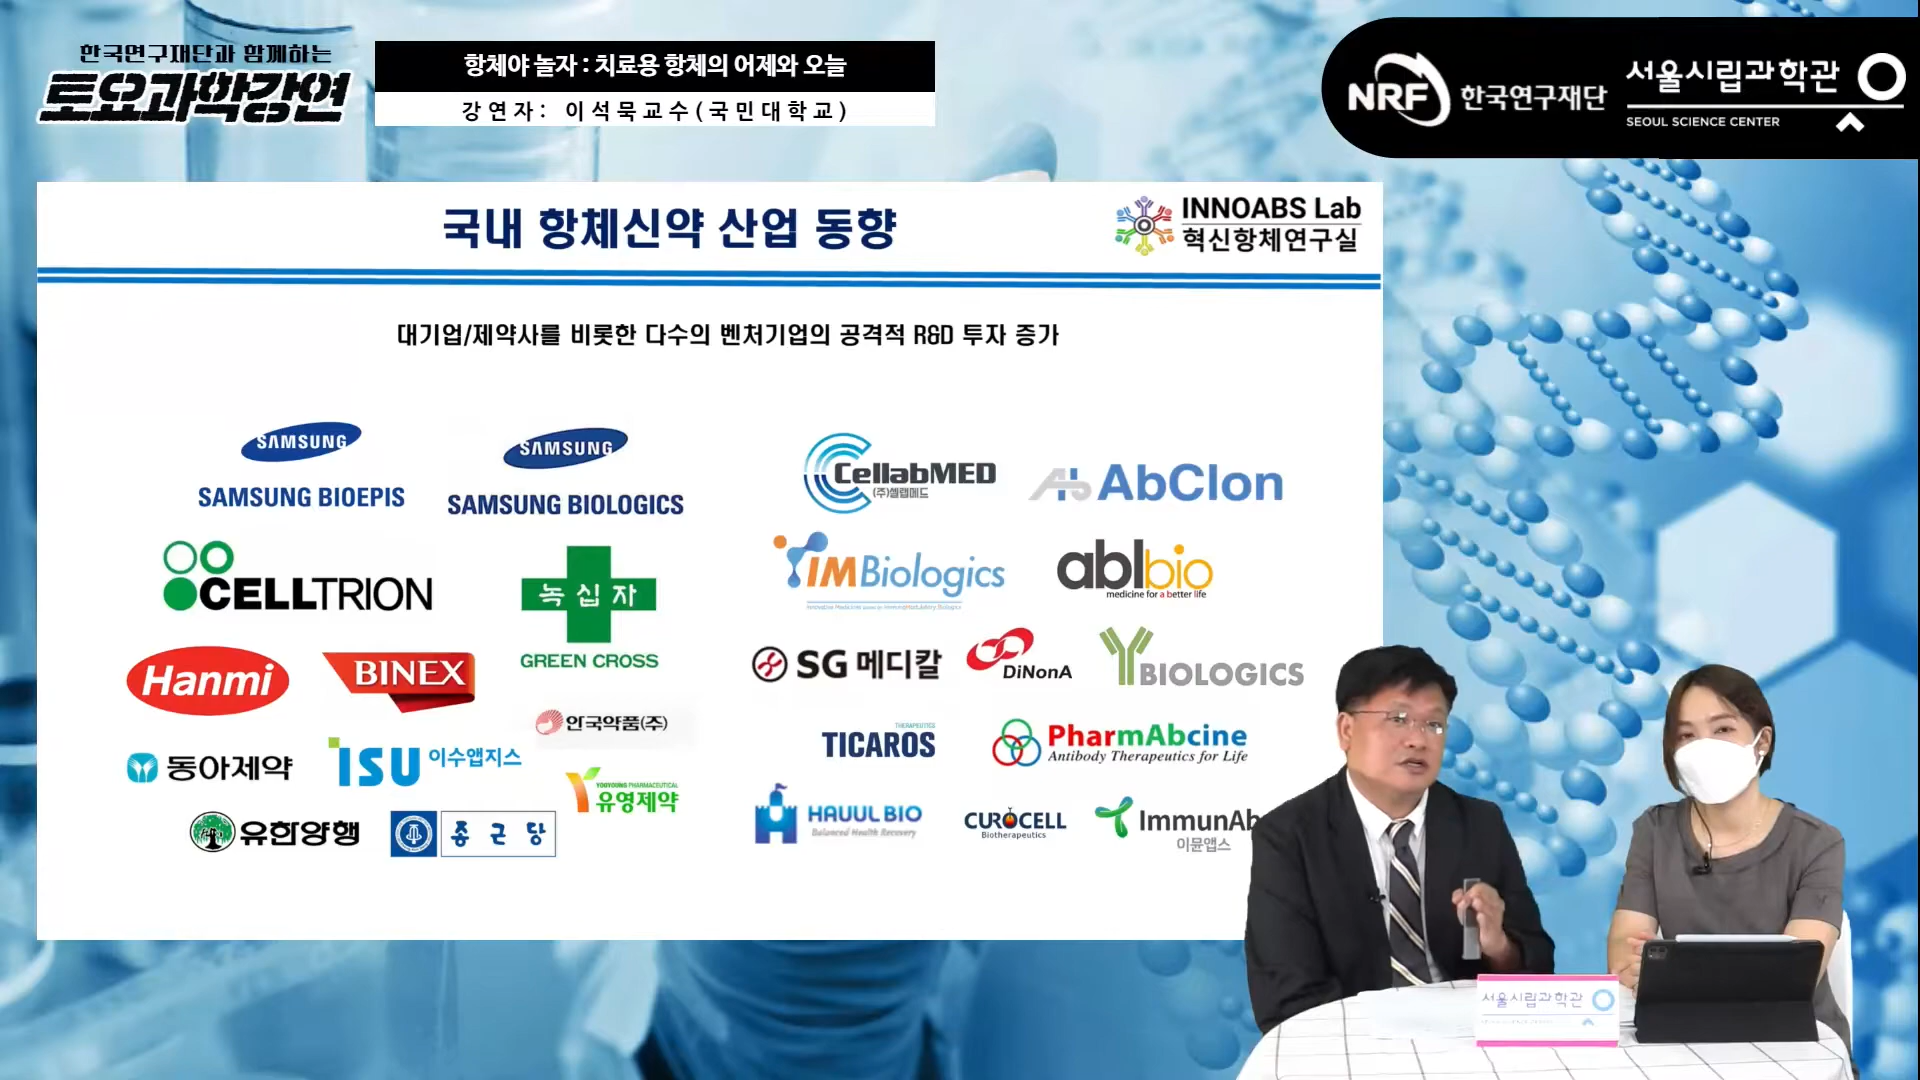 한국연구재단과 함께하는
토요과학강연
항체야 놀자 : 치료용 항체의 어제와 오늘
강연자: 이석묵교수(국민대학교)
NRF 한국연구재단
서울시립과학관
SEOUL SCIENCE CENTER
국내 항체신약 산업 동향
INNOABS Lab
혁신항체연구실
대기업/제약사를 비롯한 다수의 벤처기업의 공격적 R&D 투자 증가
SAMSUNG
SAMSUNG BIOEPIS
SAMSUNG
SAMSUNG BIOLOGICS
CELLTRION
녹십자
GREEN CROSS
Hanmi
BINEX
안국약품(주)
동아제약
ISU 이수앱지스
YOOYOUNG PHARMACEUTICAL
유영제약
유한양행
종근당
CellabMED
(주)셀랩메드
AbClon
IMBiologics
ablbio
medicine for a better life
SG 메디칼
DiNonA
YBIOLOGICS
THERAPEUTICS
TICAROS
PharmAbcine
Antibody Therapeutics for Life
HAUUL BIO
Balanced Health Recovery
CUROCELL
Biotherapeutics
ImmunAb
이뮨앱스
서울시립과학관